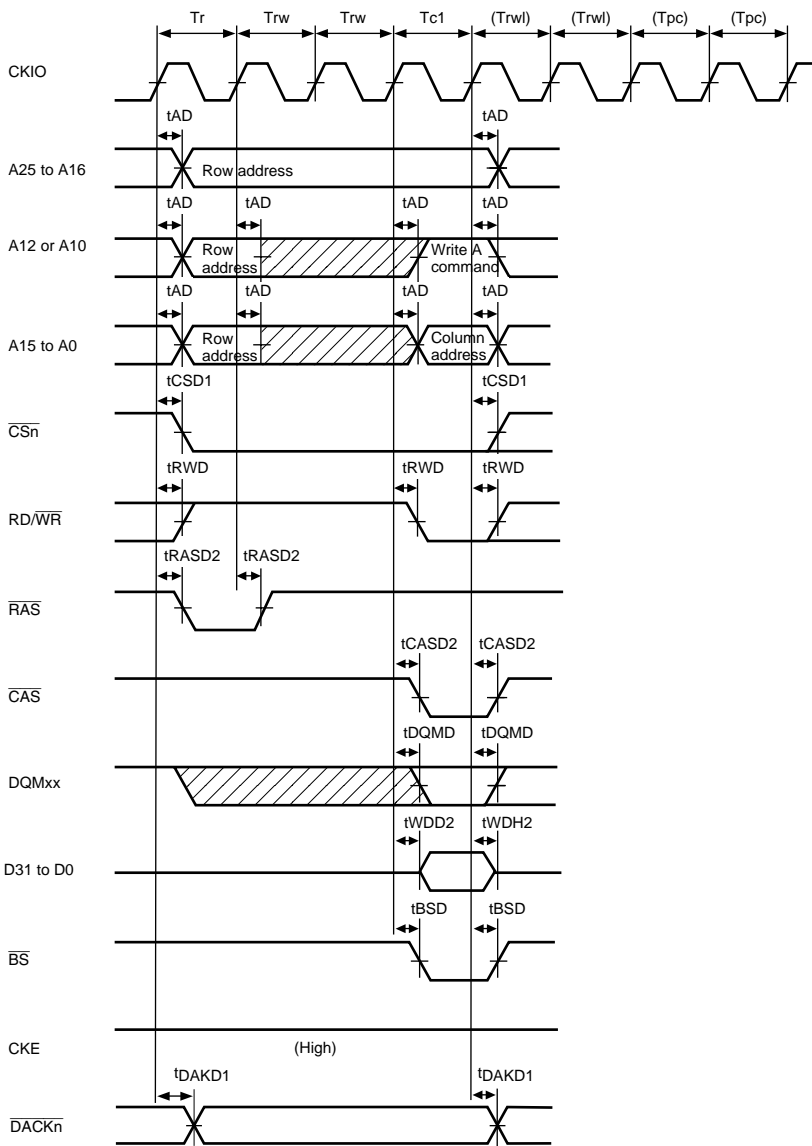 Tr Trw Trw Tc1 (Trwl) (Trwl) (Tpc) (Tpc)
CKIO
tAD tAD
A25 to A16 Row address
tAD tAD tAD tAD
A12 or A10 Row address Write A command
tAD tAD tAD tAD
A15 to A0 Row address Column address
tCSD1 tCSD1
CSn
tRWD tRWD tRWD
RD/WR
tRASD2 tRASD2
RAS
tCASD2 tCASD2
CAS
tDQMD tDQMD
DQMxx
tWDD2 tWDH2
D31 to D0
tBSD tBSD
BS
CKE (High)
tDAKD1 tDAKD1
DACKn